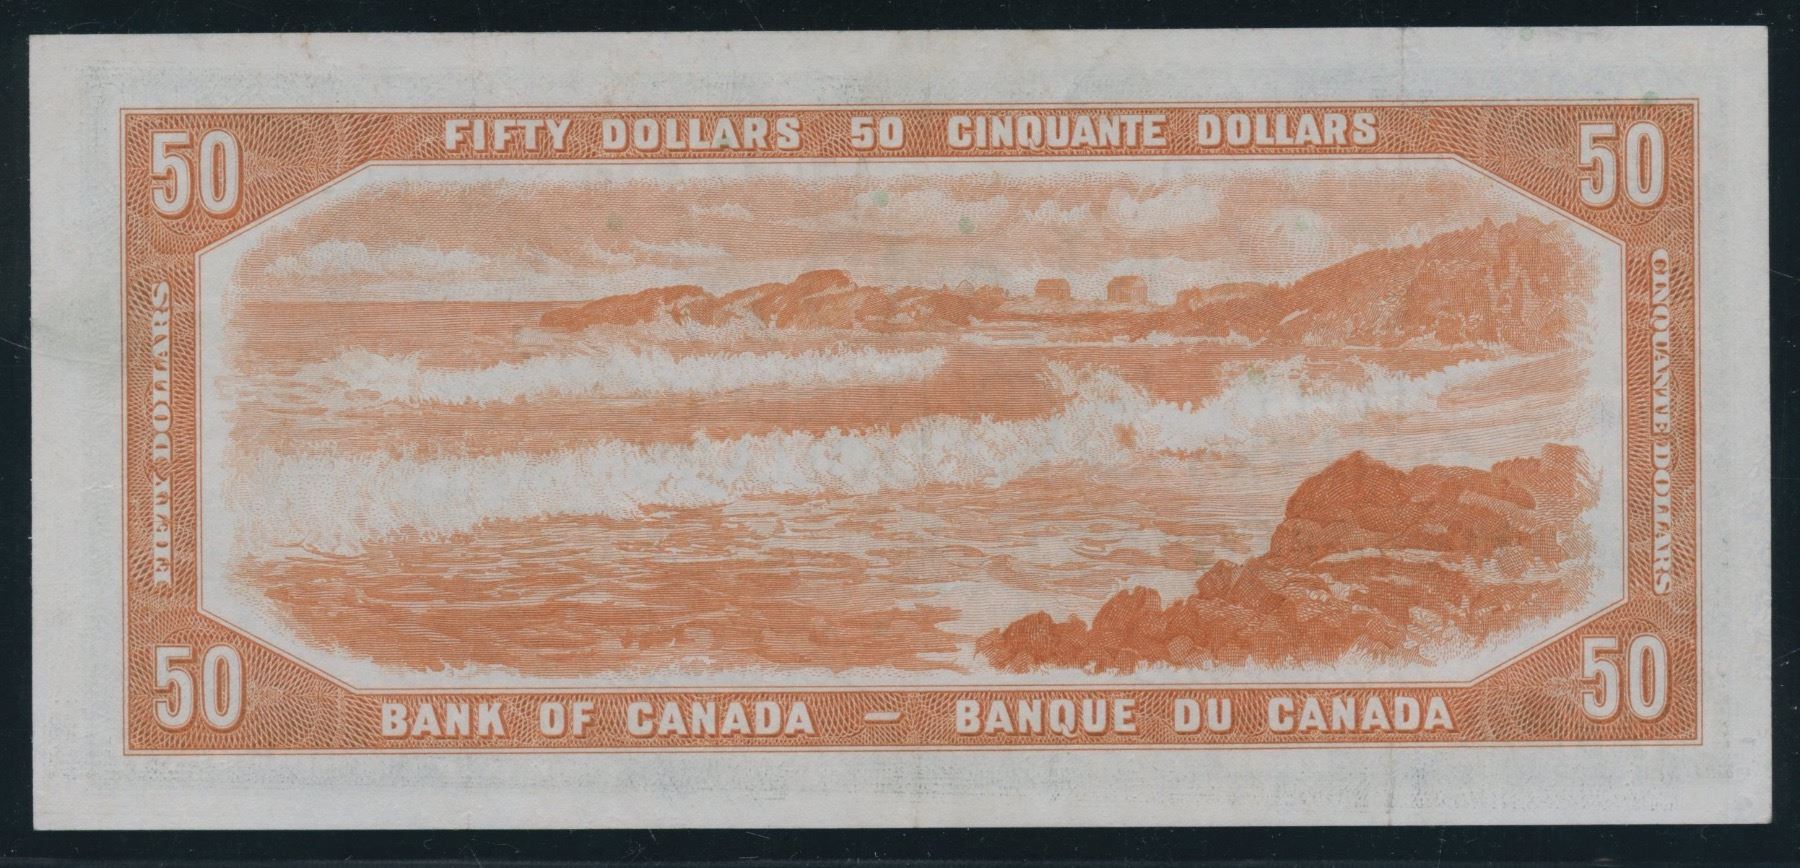 50 FIFTY DOLLARS 50 CINQUANTE DOLLARS 50
FIFTY DOLLARS
CINQUANTE DOLLARS
50 BANK OF CANADA — BANQUE DU CANADA 50